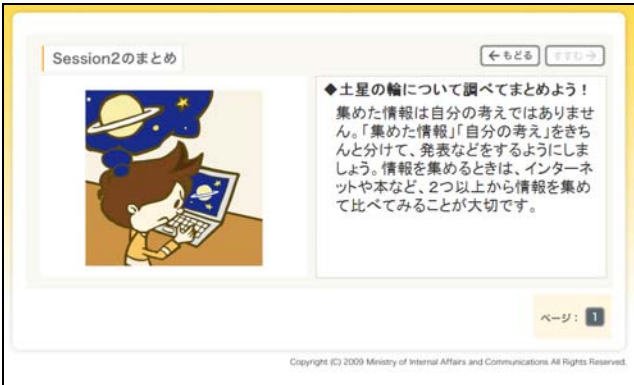 Session2のまとめ
←もどる
すすむ→
◆土星の輪について調べてまとめよう！
集めた情報は自分の考えではありませ
ん。「集めた情報」「自分の考え」をきち
んと分けて、発表などをするようにしま
しょう。情報を集めるときは、インターネ
ットや本など、2つ以上から情報を集め
て比べてみることが大切です。
ページ： 1
Copyright (C) 2009 Ministry of Internal Affairs and Communications All Rights Reserved.